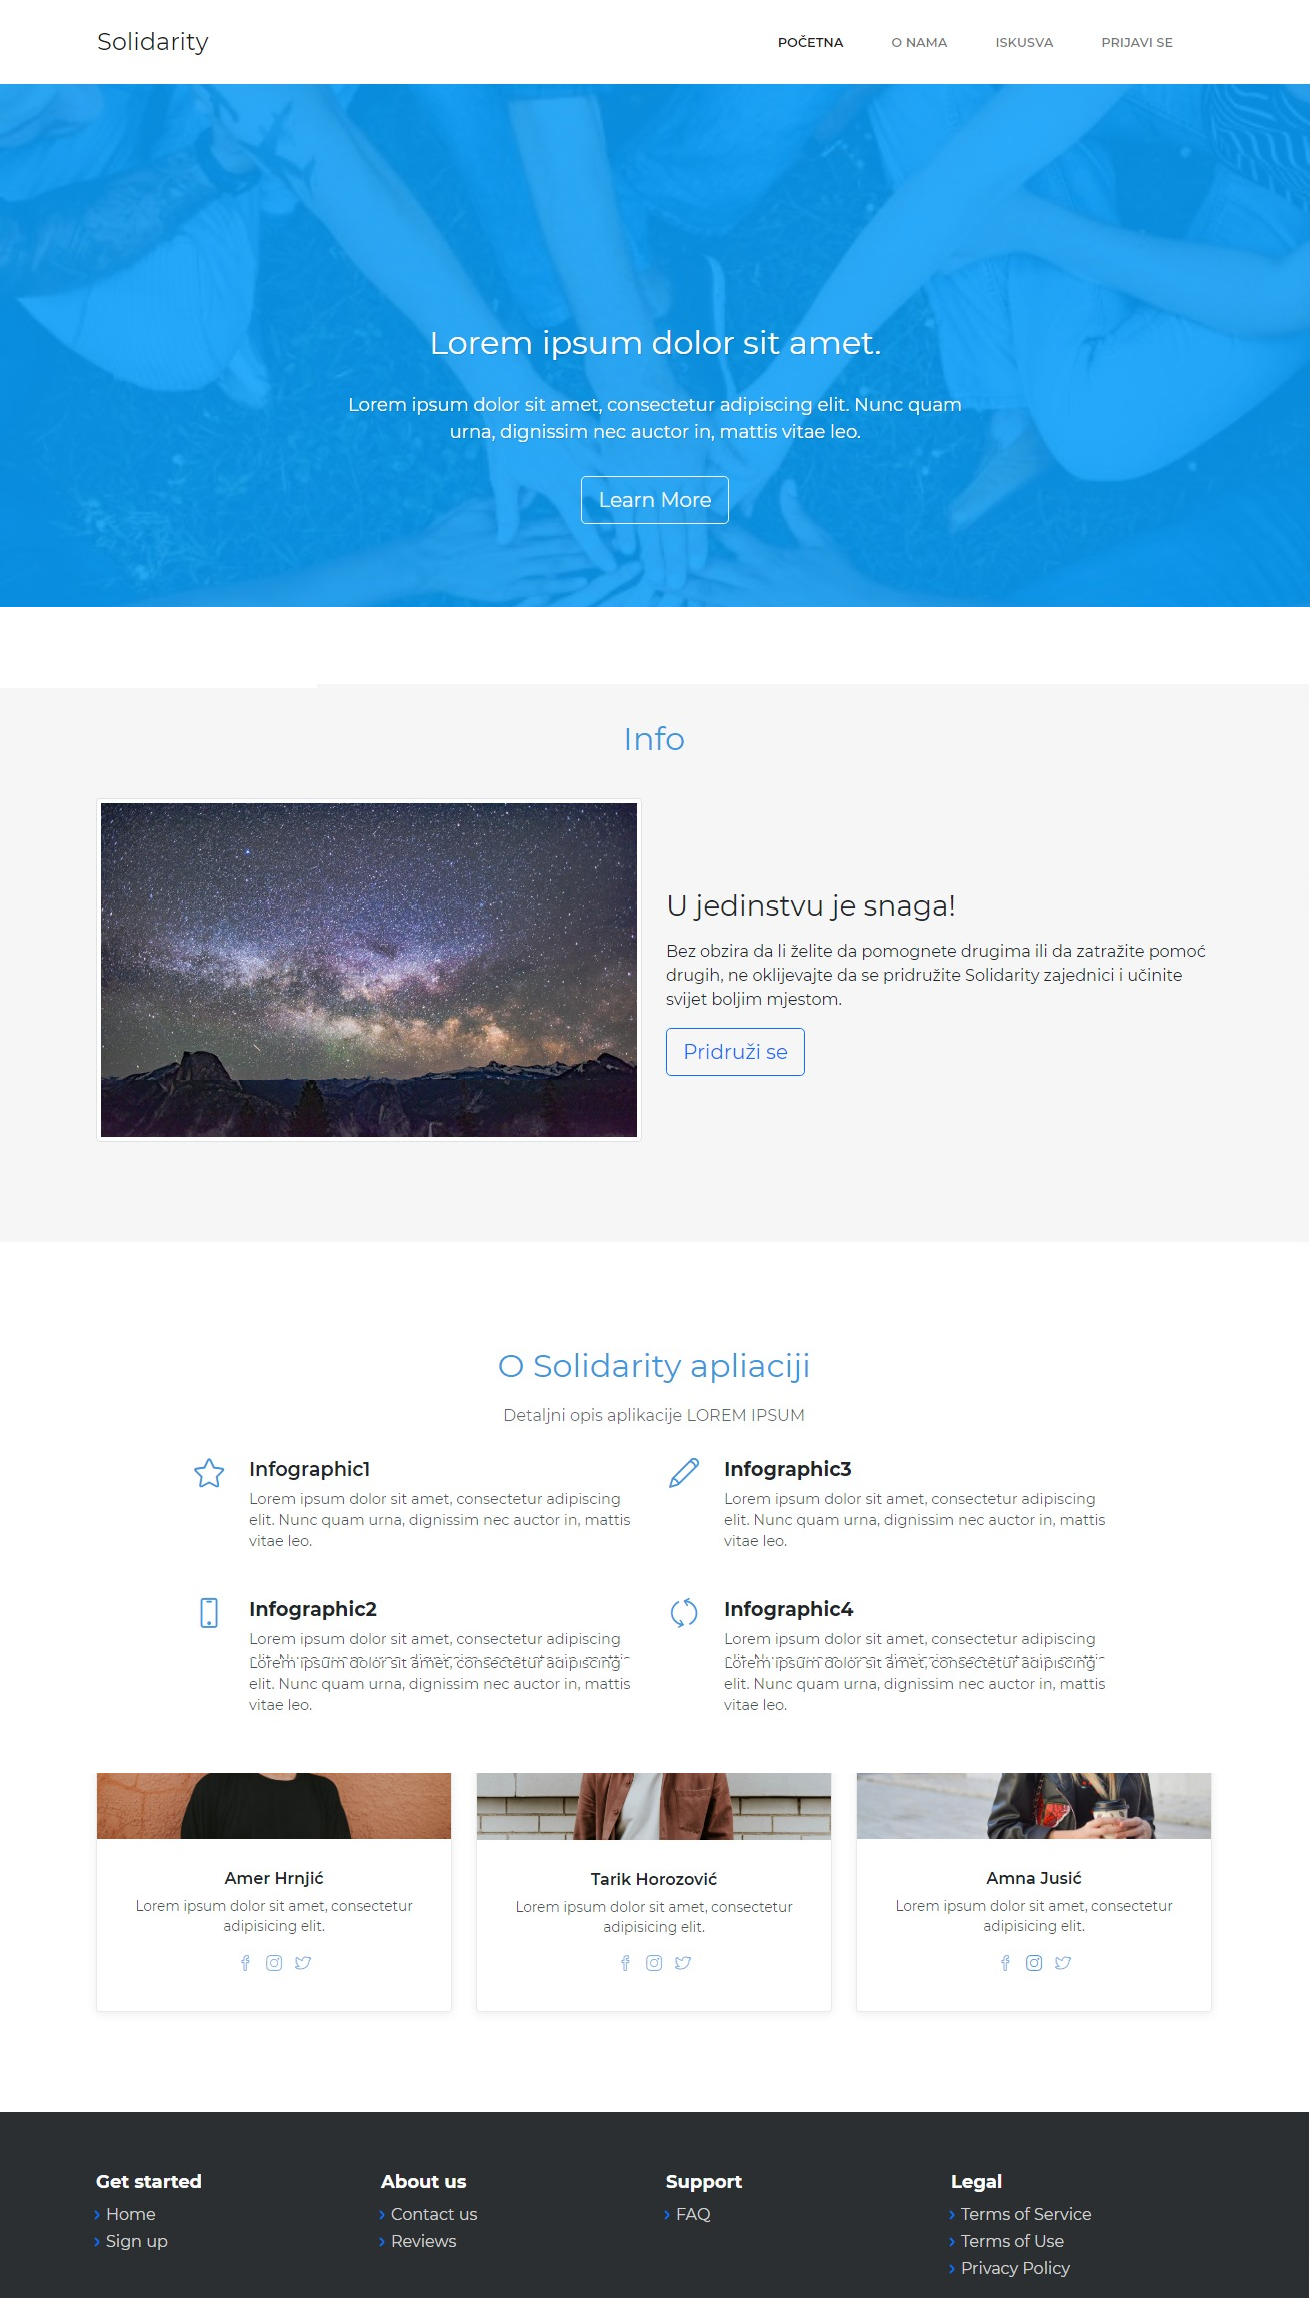 Solidarity
POČETNA O NAMA ISKUSVA PRIJAVI SE
Lorem ipsum dolor sit amet.
Lorem ipsum dolor sit amet, consectetur adipiscing elit. Nunc quam
urna, dignissim nec auctor in, mattis vitae leo.
Learn More
Info
U jedinstvu je snaga!
Bez obzira da li želite da pomognete drugima ili da zatražite pomoć
drugih, ne oklijevajte da se pridružite Solidarity zajednici i učinite
svijet boljim mjestom.
Pridruži se
O Solidarity apliaciji
Detaljni opis aplikacije LOREM IPSUM
Infographic1
Lorem ipsum dolor sit amet, consectetur adipiscing
elit. Nunc quam urna, dignissim nec auctor in, mattis
vitae leo.
Infographic3
Lorem ipsum dolor sit amet, consectetur adipiscing
elit. Nunc quam urna, dignissim nec auctor in, mattis
vitae leo.
Infographic2
Lorem ipsum dolor sit amet, consectetur adipiscing
Lorem ipsum dolor sit amet, consectetur adipiscing
elit. Nunc quam urna, dignissim nec auctor in, mattis
vitae leo.
Infographic4
Lorem ipsum dolor sit amet, consectetur adipiscing
Lorem ipsum dolor sit amet, consectetur adipiscing
elit. Nunc quam urna, dignissim nec auctor in, mattis
vitae leo.
Amer Hrnjić
Lorem ipsum dolor sit amet, consectetur
adipisicing elit.
Tarik Horozović
Lorem ipsum dolor sit amet, consectetur
adipisicing elit.
Amna Jusić
Lorem ipsum dolor sit amet, consectetur
adipisicing elit.
Get started
Home
Sign up
About us
Contact us
Reviews
Support
FAQ
Legal
Terms of Service
Terms of Use
Privacy Policy